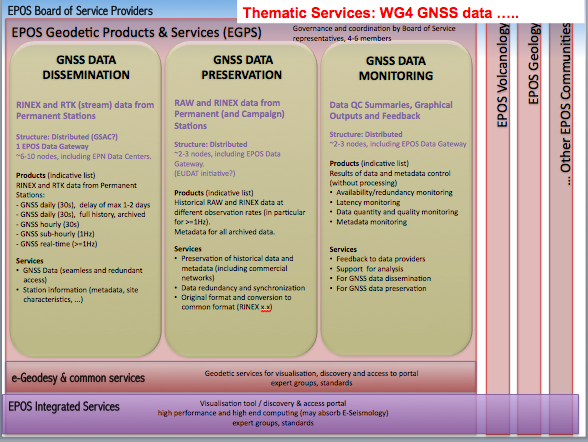 EPOS Board of Service Providers
Thematic Services: WG4 GNSS data …..
EPOS Geodetic Products & Services (EGPS)
Governance and coordination by Board of Service
representatives, 4-6 members
GNSS DATA
DISSEMINATION
RINEX and RTK (stream) data from
Permanent Stations
Structure: Distributed (GSAC?)
1 EPOS Data Gateway
~6-10 nodes, including EPN Data Centers.
Products (indicative list)
RINEX and RTK data from Permanent
Stations:
- GNSS daily (30s), delay of max 1-2 days
- GNSS daily (30s), full history, archived
- GNSS hourly (30s)
- GNSS sub-hourly (1Hz)
- GNSS real-time (>=1Hz)
Services
• GNSS Data (seamless and redundant
access)
• Station information (metadata, site
characteristics, …)
GNSS DATA
PRESERVATION
RAW and RINEX data from
Permanent (and Campaign)
Stations
Structure: Distributed
~2-3 nodes, including EPOS Data
Gateway.
(EUDAT initiative?)
Products (indicative list)
Historical RAW and RINEX data at
different observation rates (in particular
for >=1Hz).
Metadata for all archived data.
Services
• Preservation of historical data and
metadata (including commercial
networks)
• Data redundancy and synchronization
• Original format and conversion to
common format (RINEX x.x)
GNSS DATA
MONITORING
Data QC Summaries, Graphical
Outputs and Feedback
Structure: Distributed
~2-3 nodes, including EPOS Data Gateway
Products (indicative list)
Results of data and metadata control
(without processing)
• Availability/redundancy monitoring
• Latency monitoring
• Data quantity and quality monitoring
• Metadata monitoring
Services
• Feedback to data providers
• Support for analysis
• For GNSS data dissemination
• For GNSS data preservation
EPOS Volcanology
EPOS Geology
... Other EPOS Communities
e-Geodesy & common services
Geodetic services for visualisation, discovery and access to portal
expert groups, standards
EPOS Integrated Services
Visualisation tool / discovery & access portal
high performance and high end computing (may absorb E-Seismology)
expert groups, standards